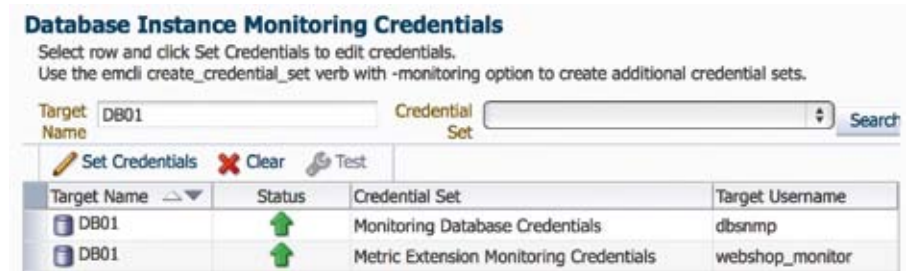 Database Instance Monitoring Credentials
Select row and click Set Credentials to edit credentials.
Use the emcli create_credential_set verb with -monitoring option to create additional credential sets.
Target Name DB01 Credential Set Search
Set Credentials Clear Test
Target Name Status Credential Set Target Username
DB01 Monitoring Database Credentials dbsnmp
DB01 Metric Extension Monitoring Credentials webshop_monitor